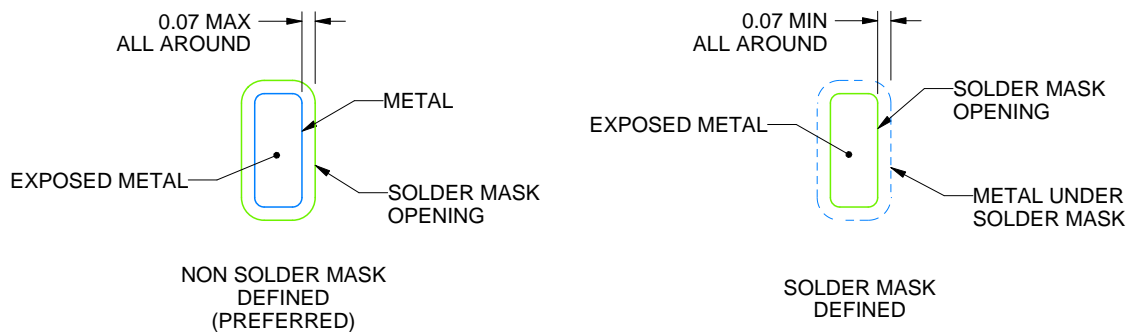 0.07 MAX
ALL AROUND
METAL
EXPOSED METAL
SOLDER MASK
OPENING
NON SOLDER MASK
DEFINED
(PREFERRED)
0.07 MIN
ALL AROUND
SOLDER MASK
OPENING
EXPOSED METAL
METAL UNDER
SOLDER MASK
SOLDER MASK
DEFINED